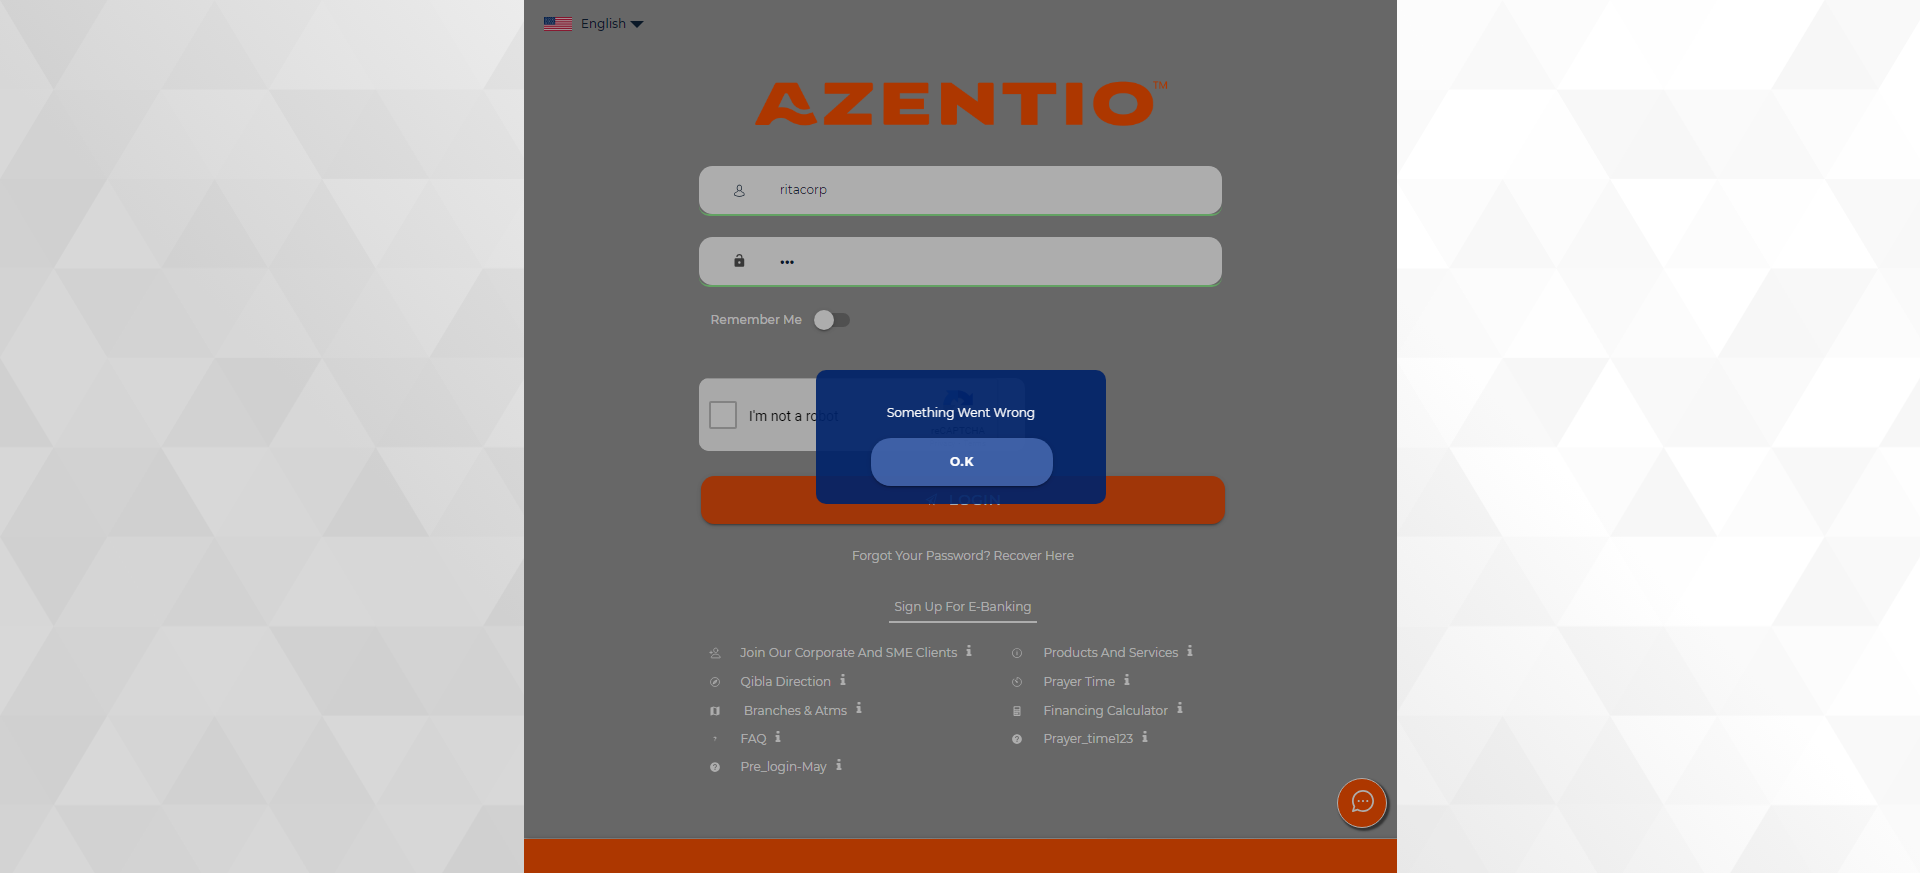 English
AZENTIO™
ritacorp
Remember Me
I'm not a robot
Something Went Wrong
O.K
LOGIN
Forgot Your Password? Recover Here
Sign Up For E-Banking
Join Our Corporate And SME Clients
Products And Services
Qibla Direction
Prayer Time
Branches & Atms
Financing Calculator
FAQ
Prayer_time123
Pre_login-May